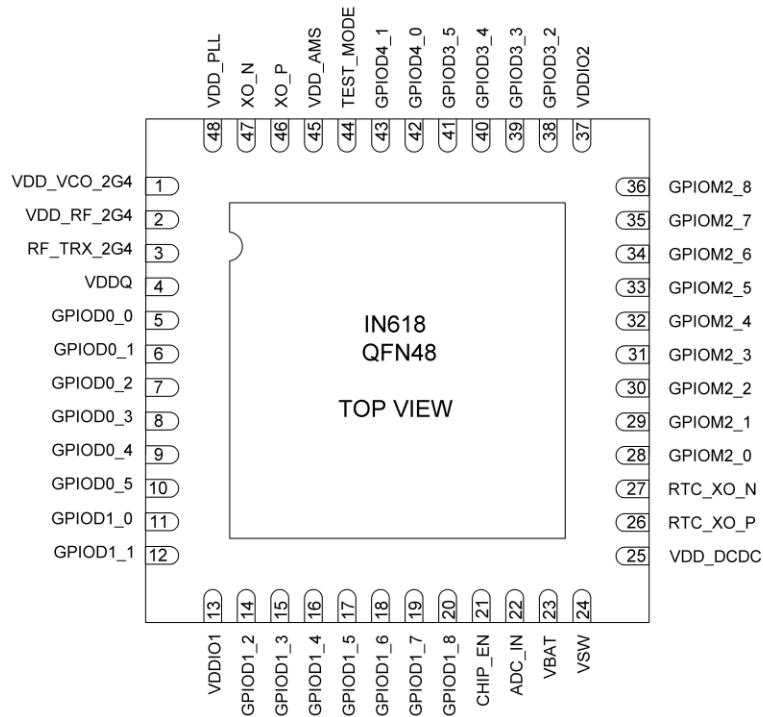 VDD_PLL
XO_N
XO_P
VDD_AMS
TEST_MODE
GPIOD4_1
GPIOD4_0
GPIOD3_5
GPIOD3_4
GPIOD3_3
GPIOD3_2
VDDIO2
48
47
46
45
44
43
42
41
40
39
38
37
VDD_VCO_2G4 1
VDD_RF_2G4 2
RF_TRX_2G4 3
VDDQ 4
GPIOD0_0 5
GPIOD0_1 6
GPIOD0_2 7
GPIOD0_3 8
GPIOD0_4 9
GPIOD0_5 10
GPIOD1_0 11
GPIOD1_1 12
IN618
QFN48
TOP VIEW
36 GPIOM2_8
35 GPIOM2_7
34 GPIOM2_6
33 GPIOM2_5
32 GPIOM2_4
31 GPIOM2_3
30 GPIOM2_2
29 GPIOM2_1
28 GPIOM2_0
27 RTC_XO_N
26 RTC_XO_P
25 VDD_DCDC
13
14
15
16
17
18
19
20
21
22
23
24
VDDIO1
GPIOD1_2
GPIOD1_3
GPIOD1_4
GPIOD1_5
GPIOD1_6
GPIOD1_7
GPIOD1_8
CHIP_EN
ADC_IN
VBAT
VSW